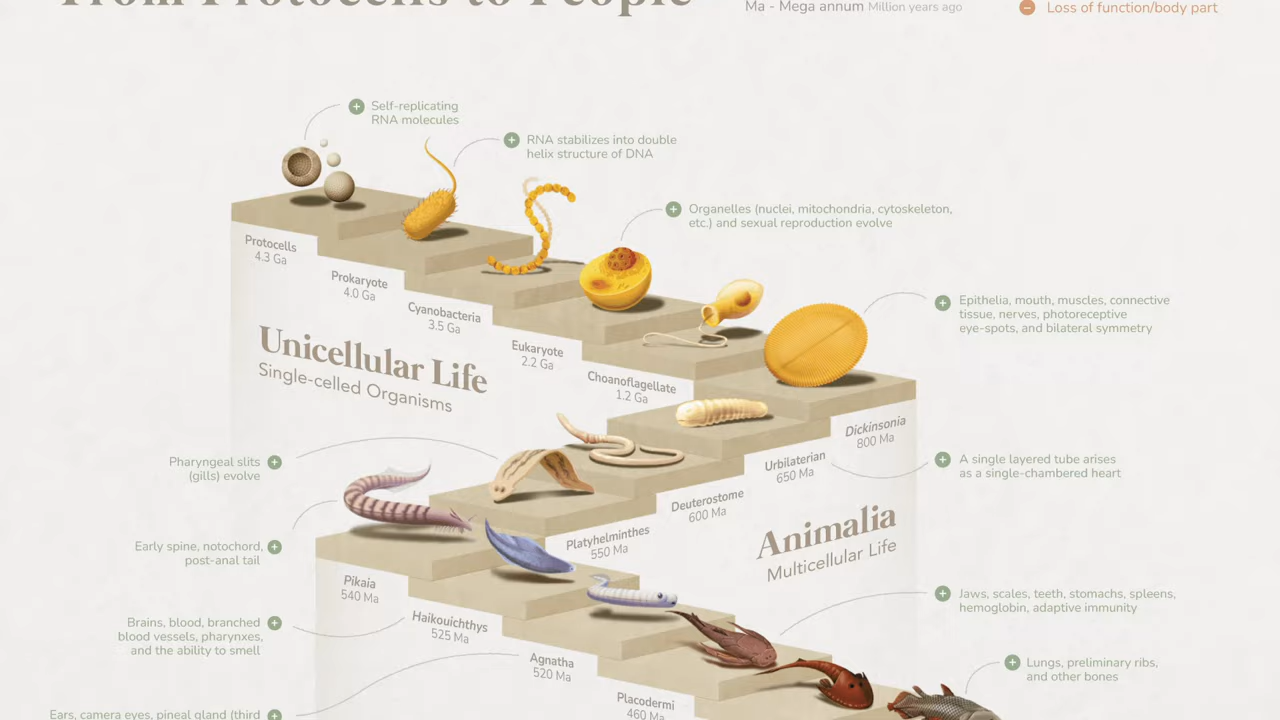 From Protocells to People
Ma - Mega annum Million years ago
Loss of function/body part
Self-replicating
RNA molecules
RNA stabilizes into double
helix structure of DNA
Organelles (nuclei, mitochondria, cytoskeleton,
etc.) and sexual reproduction evolve
Protocells
4.3 Ga
Prokaryote
4.0 Ga
Cyanobacteria
3.5 Ga
Eukaryote
2.2 Ga
Choanoflagellate
1.2 Ga
Epithelia, mouth, muscles, connective
tissue, nerves, photoreceptive
eye-spots, and bilateral symmetry
Unicellular Life
Single-celled Organisms
Dickinsonia
800 Ma
Urbilaterian
650 Ma
Deuterostome
600 Ma
Platyhelminthes
550 Ma
Pharyngeal slits
(gills) evolve
A single layered tube arises
as a single-chambered heart
Animalia
Multicellular Life
Early spine, notochord,
post-anal tail
Pikaia
540 Ma
Haikouichthys
525 Ma
Agnatha
520 Ma
Placodermi
460 Ma
Jaws, scales, teeth, stomachs, spleens,
hemoglobin, adaptive immunity
Brains, blood, branched
blood vessels, pharynxes,
and the ability to smell
Lungs, preliminary ribs,
and other bones
Ears, camera eyes, pineal gland (third